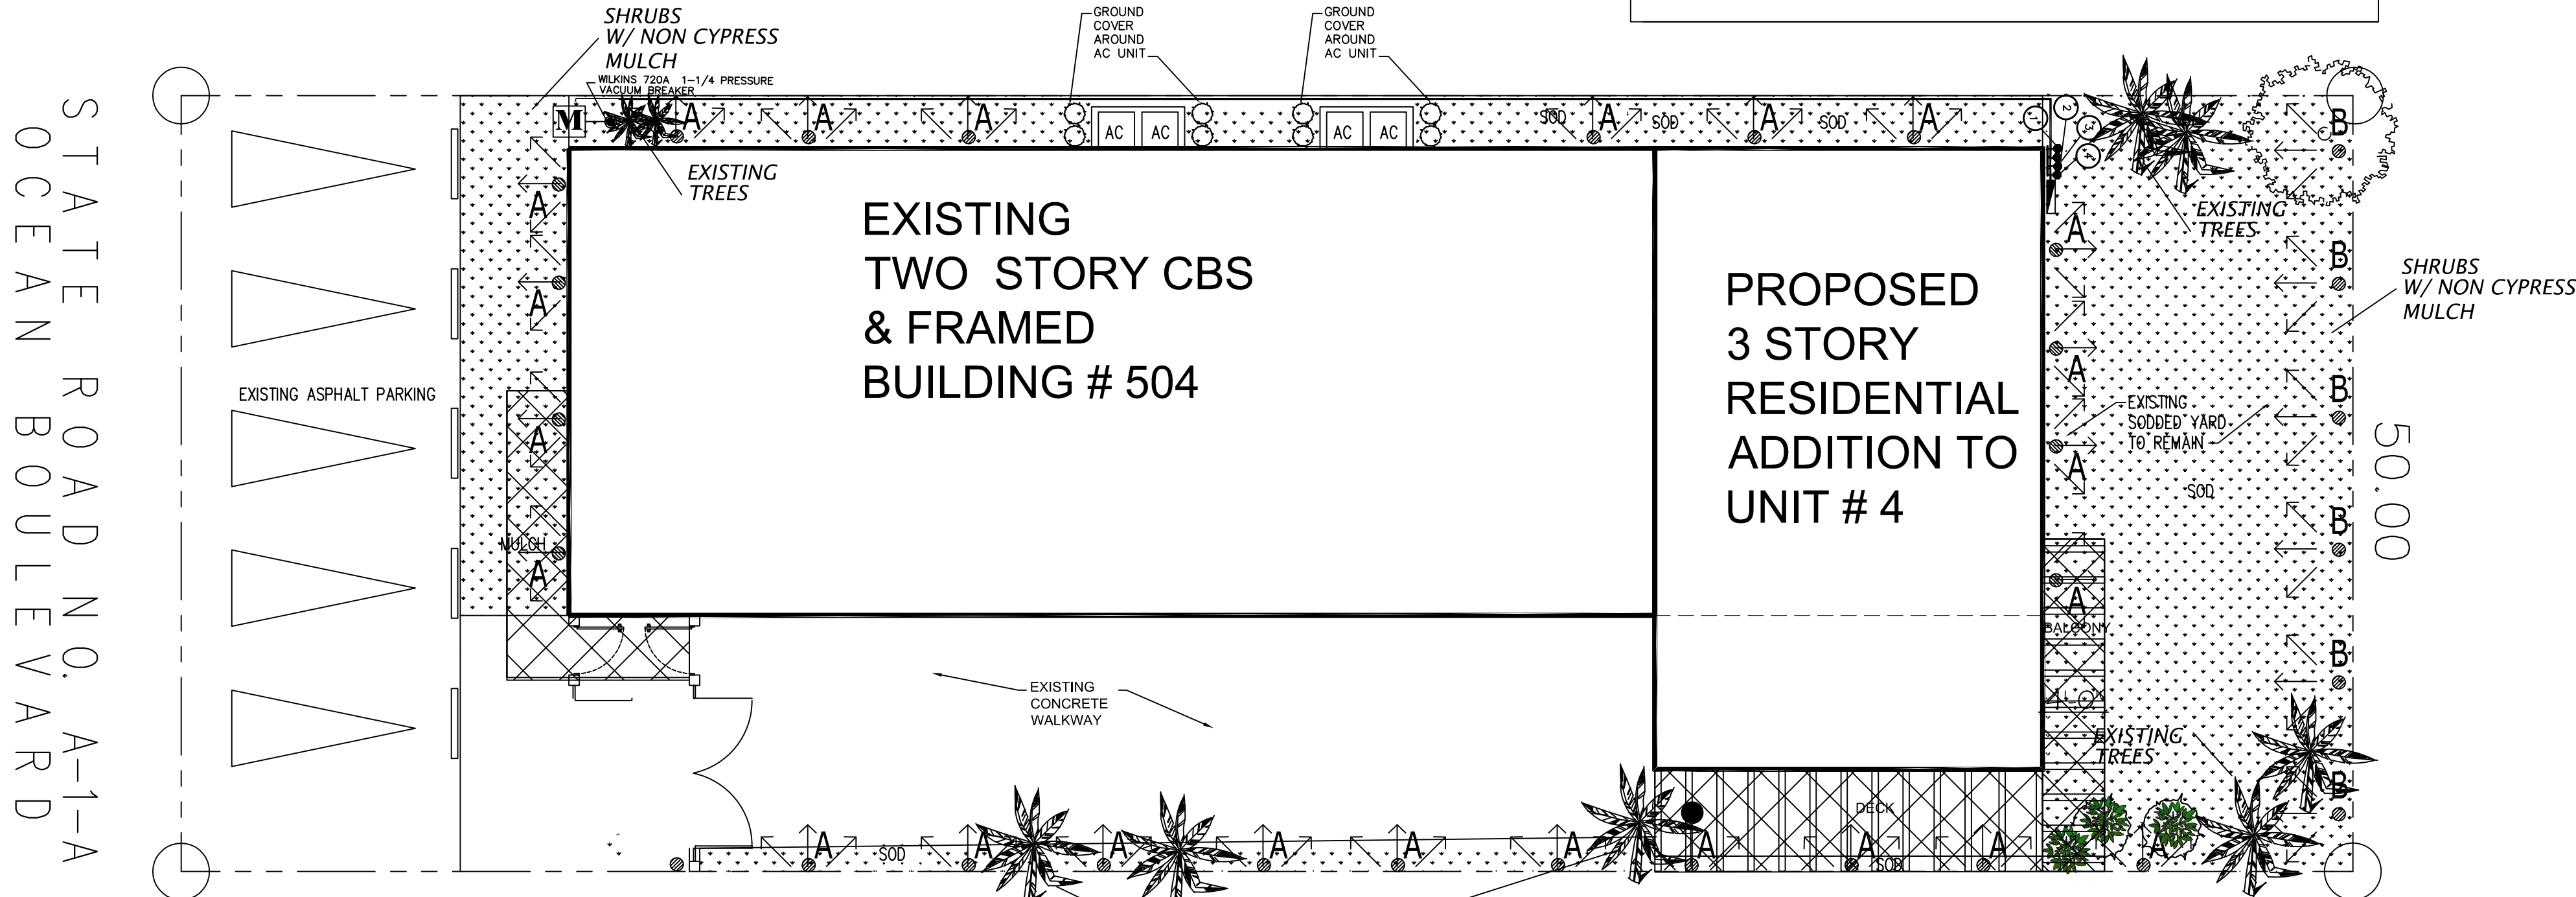 SHRUBS
W/ NON CYPRESS
MULCH
WILKINS 720A 1-1/4 PRESSURE
VACUUM BREAKER
GROUND
COVER
AROUND
AC UNIT
GROUND
COVER
AROUND
AC UNIT
M
A
A
A
AC
AC
AC
AC
SOD
A
SOD
A
SOD
A
1
2
3
4
B
EXISTING
TREES
EXISTING
TREES
STATE ROAD NO. A-1-A
OCEAN BOULEVARD
EXISTING ASPHALT PARKING
A
A
A
MULCH
A
EXISTING
TWO STORY CBS
& FRAMED
BUILDING # 504
PROPOSED
3 STORY
RESIDENTIAL
ADDITION TO
UNIT # 4
A
A
A
A
BALCONY
EXISTING
SODDED YARD
TO REMAIN
SOD
B
B
B
B
B
SHRUBS
W/ NON CYPRESS
MULCH
50.00
EXISTING
CONCRETE
WALKWAY
EXISTING
TREES
DECK
A
SOD
A
A
A
A
A
A
A
SOD
A
A